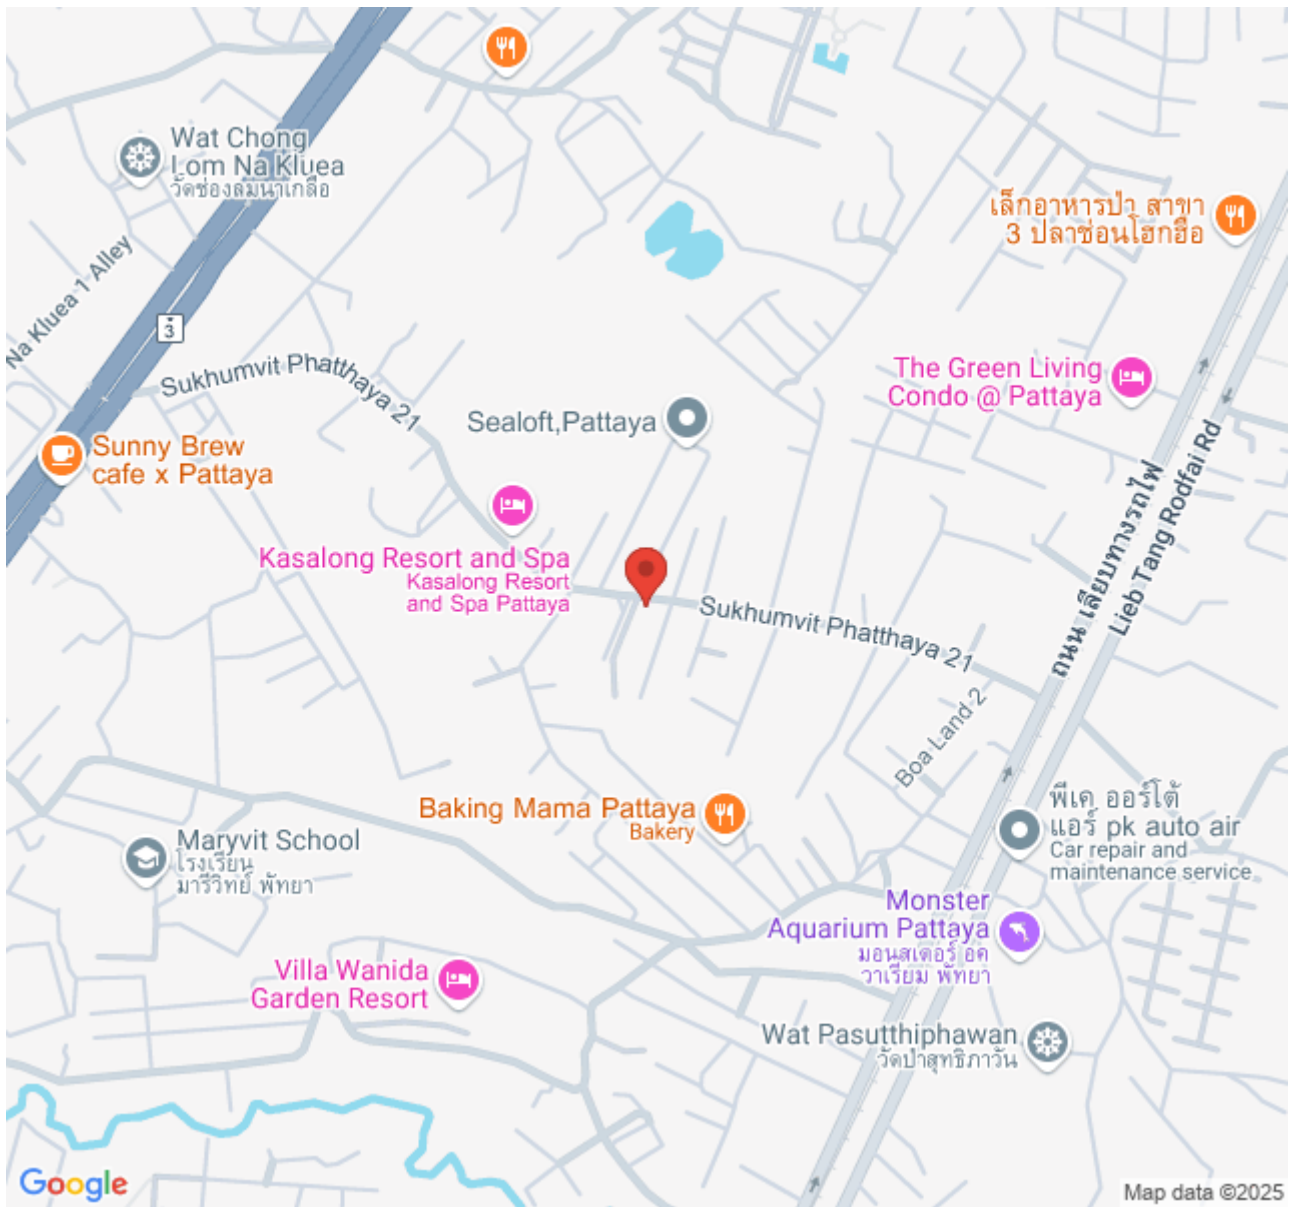 Wat Chong
Lom Na Kluea
วัดช่องลมนาเกลือ
เล็กอาหารป่า สาขา
3 ปลาช่อนโฮกฮือ
Na Kluea 1 Alley
3
Sukhumvit Phatthaya 21
The Green Living
Condo @ Pattaya
Sealoft,Pattaya
Sunny Brew
cafe x Pattaya
ถนน เลียบทางรถไฟ
Lieb Tang Rodfai Rd
Kasalong Resort and Spa
Kasalong Resort
and Spa Pattaya
Sukhumvit Phatthaya 21
Boa Land 2
Baking Mama Pattaya
Bakery
พีเค ออร์โต้
แอร์ pk auto air
Car repair and
maintenance service
Maryvit School
โรงเรียน
มารีวิทย์ พัทยา
Monster
Aquarium Pattaya
มอนสเตอร์ อค
วาเรียม พัทยา
Villa Wanida
Garden Resort
Wat Pasutthiphawan
วัดป่าสุทธิภาวัน
Google
Map data ©2025